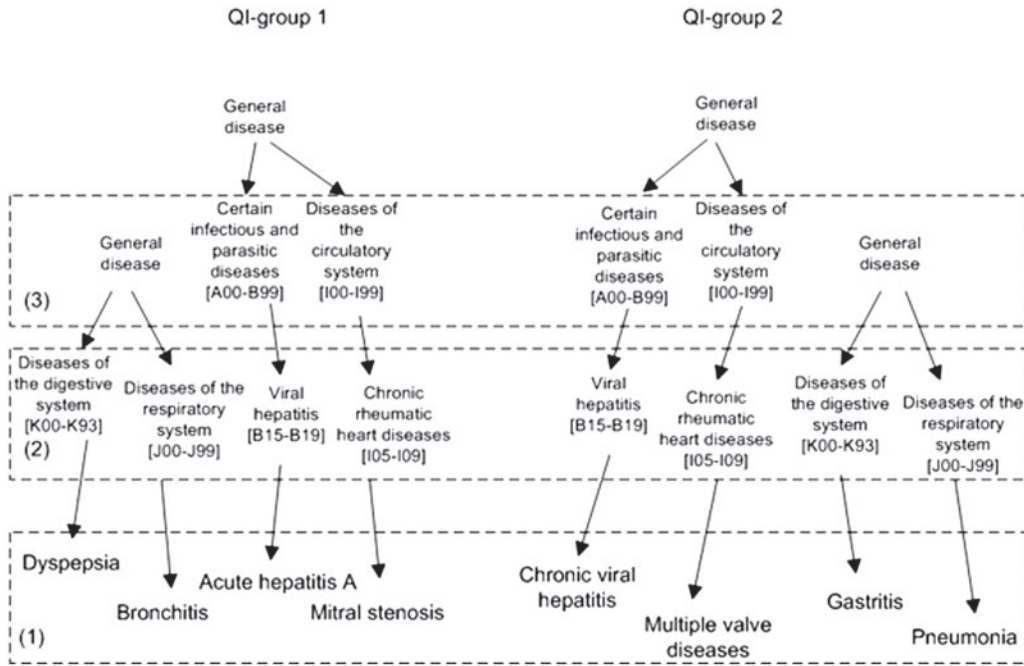 QI-group 1
QI-group 2
General
disease
General
disease
Certain
infectious and
parasitic
diseases
[A00-B99]
Diseases of
the
circulatory
system
[I00-I99]
General
disease
(3)
Certain
infectious and
parasitic
diseases
[A00-B99]
Diseases of
the
circulatory
system
[I00-I99]
General
disease
Diseases of
the digestive
system
[K00-K93]
Diseases of the
respiratory
system
[J00-J99]
Viral
hepatitis
[B15-B19]
Chronic
rheumatic
heart diseases
[I05-I09]
(2)
Viral
hepatitis
[B15-B19]
Chronic
rheumatic
heart diseases
[I05-I09]
Diseases of
the digestive
system
[K00-K93]
Diseases of the
respiratory
system
[J00-J99]
Dyspepsia
Bronchitis
Acute hepatitis A
Mitral stenosis
(1)
Chronic viral
hepatitis
Multiple valve
diseases
Gastritis
Pneumonia